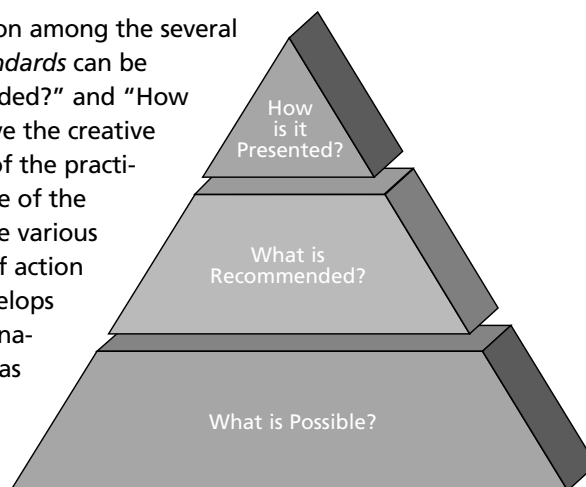 on among the several
ndards can be
ded?” and “How
ve the creative
of the practi-
e of the
e various
f action
elops
na-
as
How
is it
Presented?
What is
Recommended?
What is Possible?